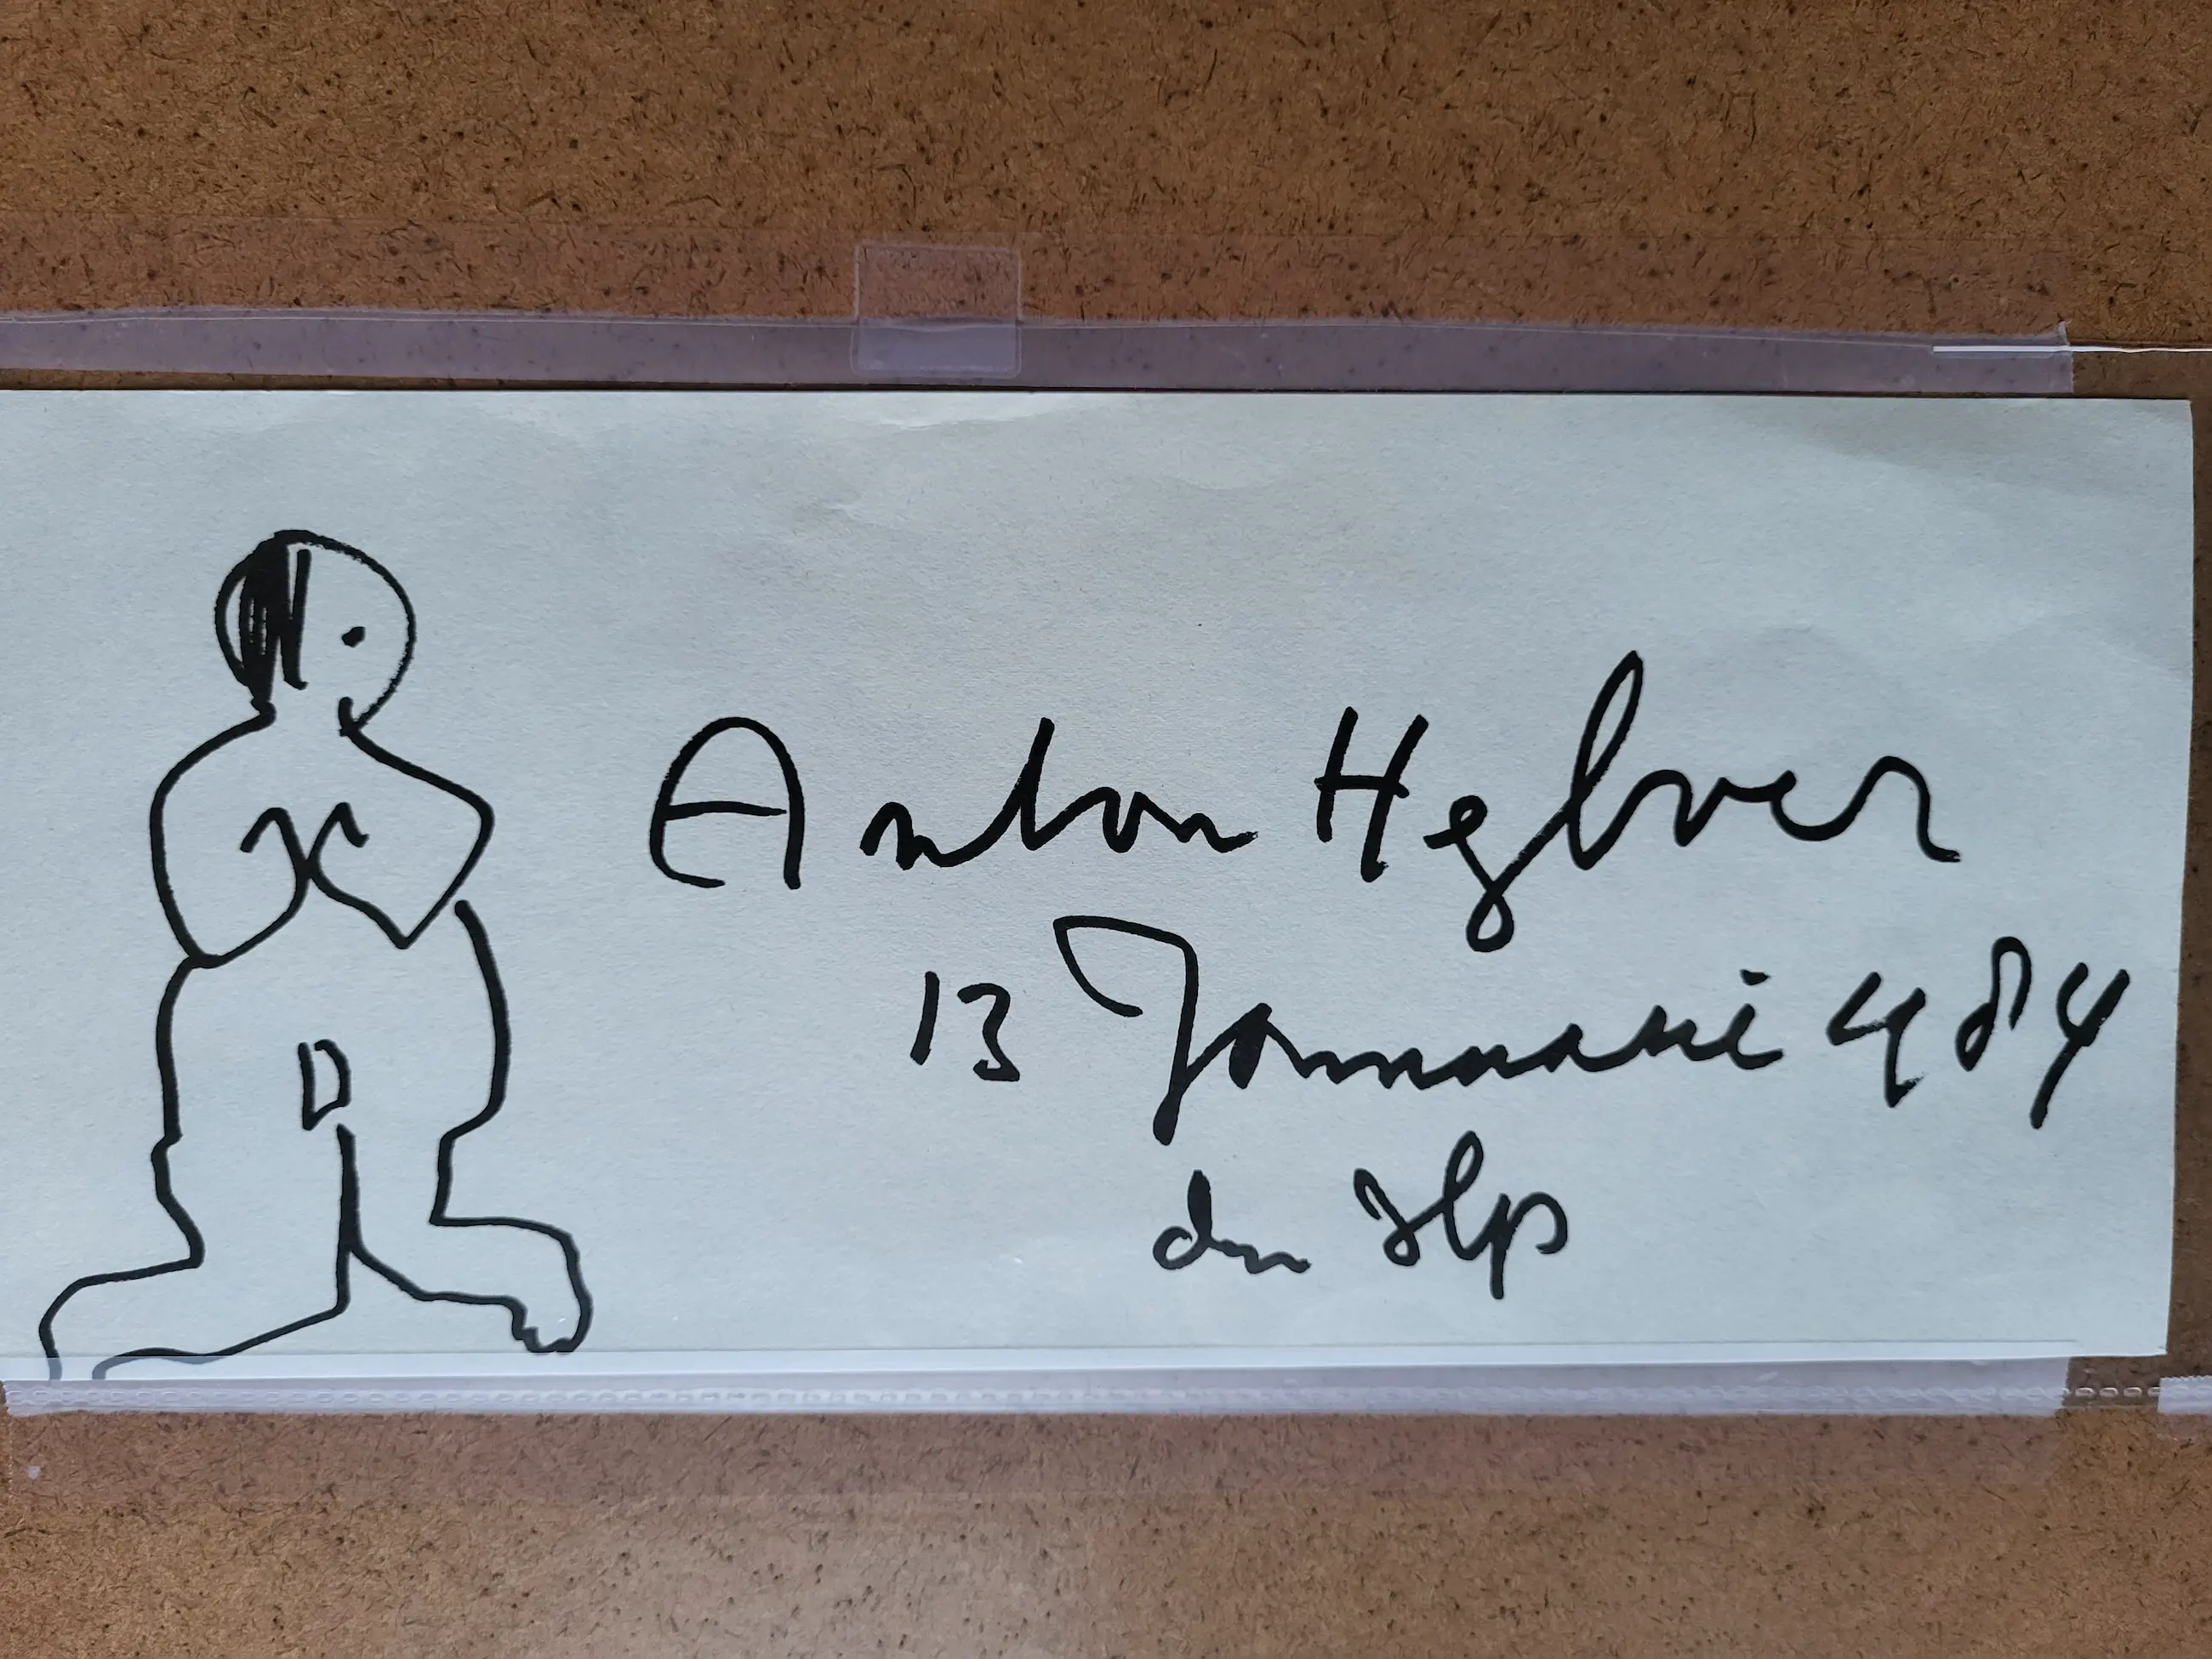 Anton Heyboer
13 Januari 1984
den Ilp